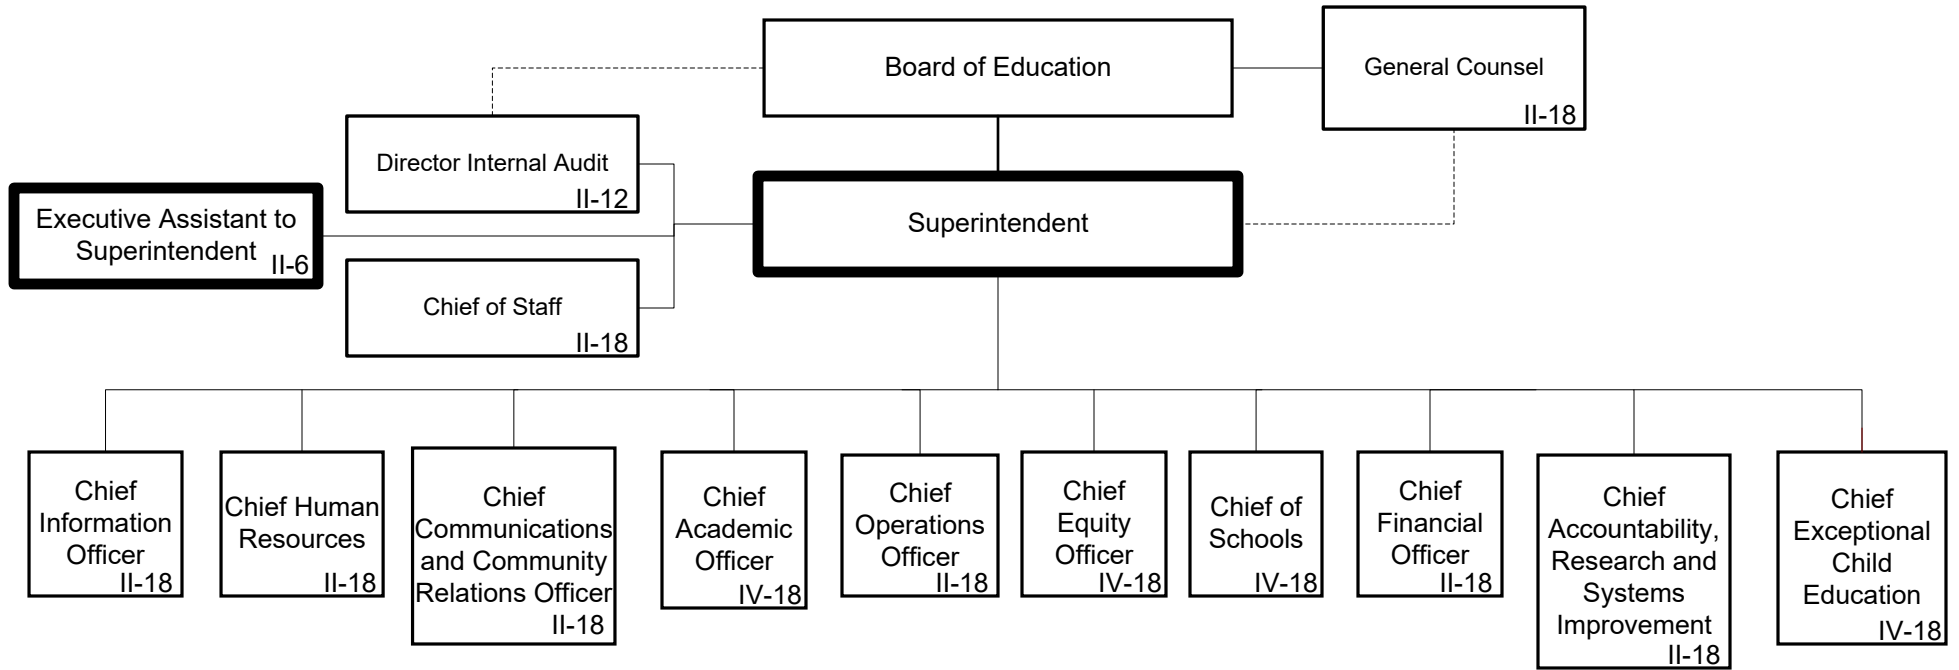 Board of Education
General Counsel
II-18
Director Internal Audit
II-12
Executive Assistant to
Superintendent
II-6
Superintendent
Chief of Staff
II-18
Chief
Information
Officer
II-18
Chief Human
Resources
II-18
Chief
Communications
and Community
Relations Officer
II-18
Chief
Academic
Officer
IV-18
Chief
Operations
Officer
II-18
Chief
Equity
Officer
IV-18
Chief of
Schools
IV-18
Chief
Financial
Officer
II-18
Chief
Accountability,
Research and
Systems
Improvement
II-18
Chief
Exceptional
Child
Education
IV-18